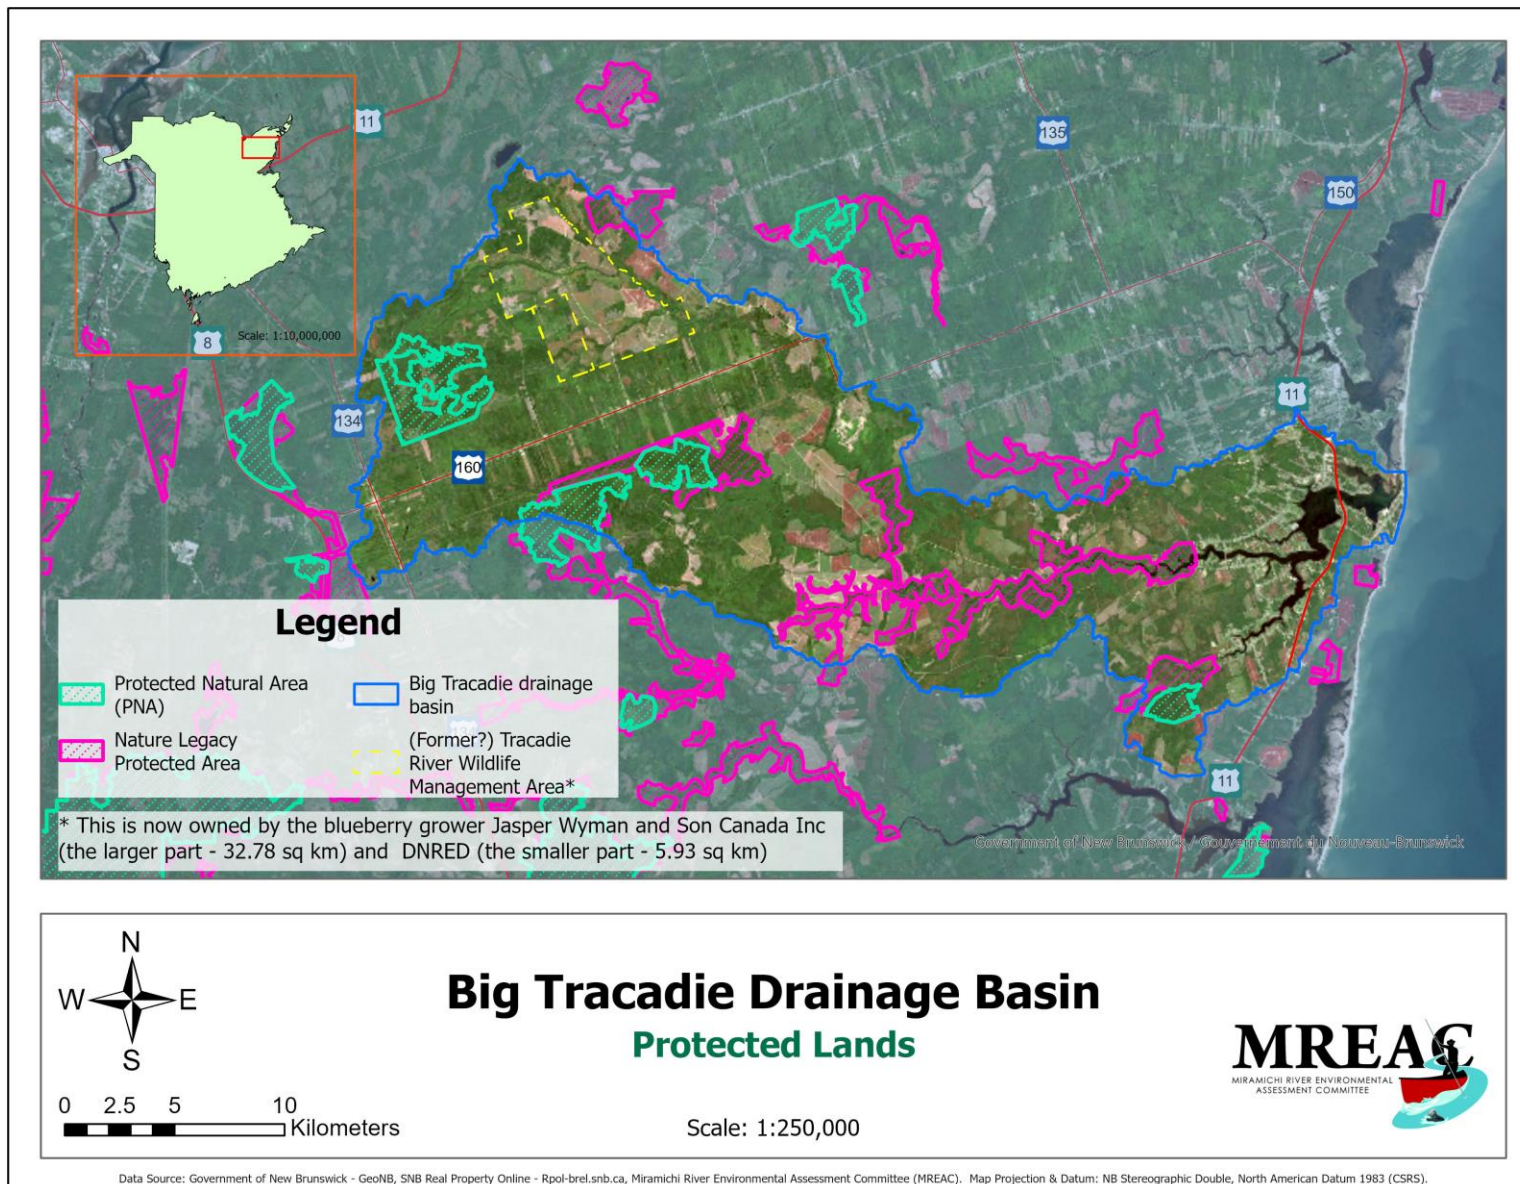 11
135
150
Scale: 1:10,000,000
8
134
11
160
Legend
Protected Natural Area
(PNA)
Big Tracadie drainage
basin
Nature Legacy
Protected Area
(Former?) Tracadie
River Wildlife
Management Area*
11
* This is now owned by the blueberry grower Jasper Wyman and Son Canada Inc
(the larger part - 32.78 sq km) and DNRED (the smaller part - 5.93 sq km)
Government of New Brunswick / Gouvernement du Nouveau-Brunswick
N
W E
S
Big Tracadie Drainage Basin
Protected Lands
MREAC
MIRAMICHI RIVER ENVIRONMENTAL
ASSESSMENT COMMITTEE
0 2.5 5 10
Kilometers
Scale: 1:250,000
Data Source: Government of New Brunswick - GeoNB, SNB Real Property Online - Rpol-brel.snb.ca, Miramichi River Environmental Assessment Committee (MREAC). Map Projection & Datum: NB Stereographic Double, North American Datum 1983 (CSRS).